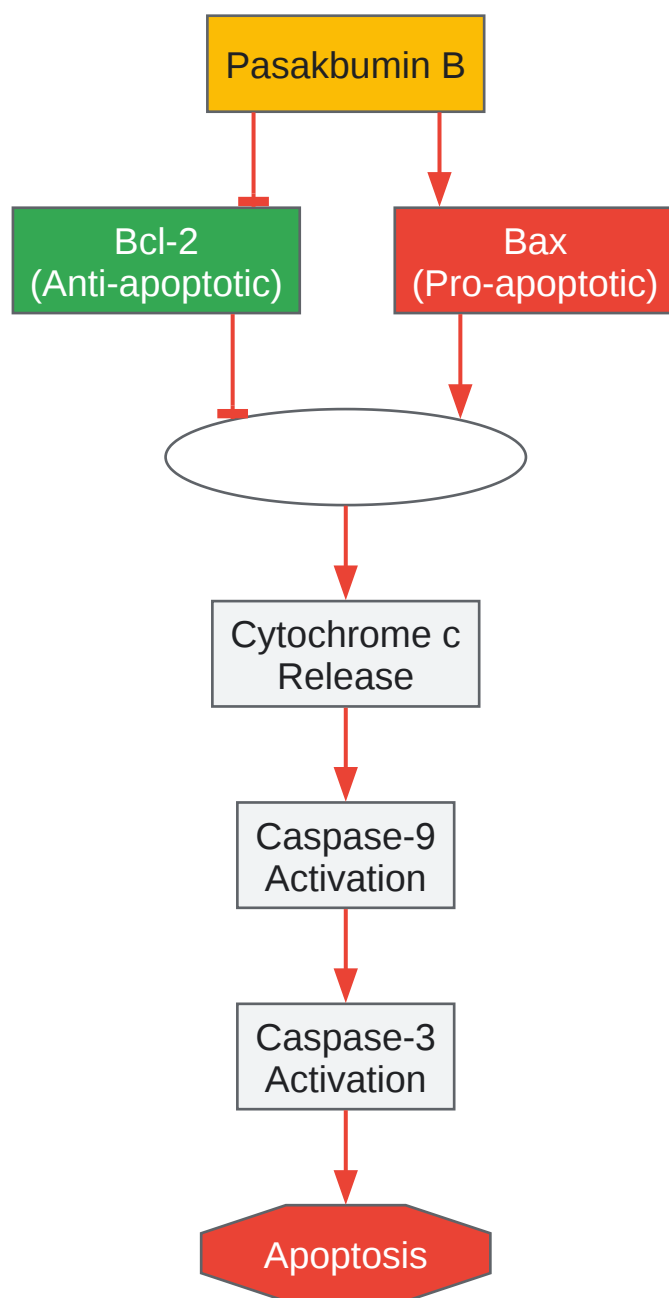 Pasakbumin B
Bcl-2
(Anti-apoptotic)
Bax
(Pro-apoptotic)
Cytochrome c
Release
Caspase-9
Activation
Caspase-3
Activation
Apoptosis